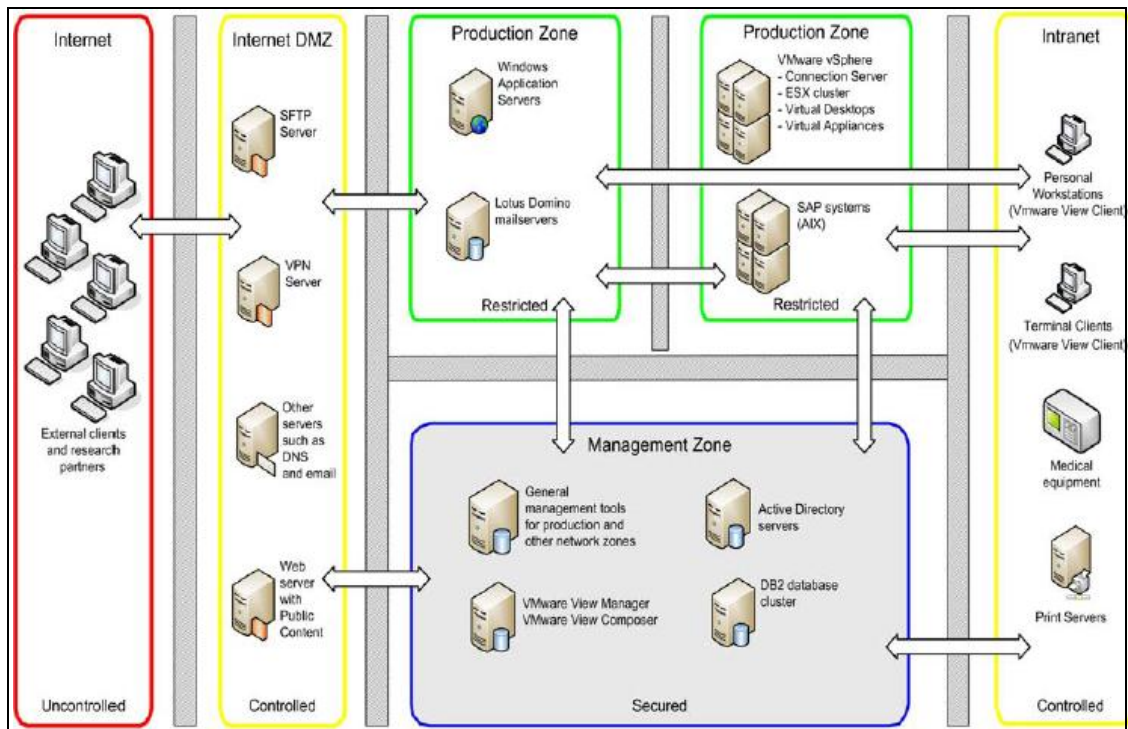 Internet
External clients
and research
partners
Uncontrolled
Internet DMZ
SFTP
Server
VPN
Server
Other
servers
such as
DNS
and email
Web
server
with
Public
Content
Controlled
Production Zone
Windows
Application
Servers
Lotus Domino
mailservers
Restricted
Production Zone
VMware vSphere
- Connection Server
- ESX cluster
- Virtual Desktops
- Virtual Appliances
SAP systems
(AIX)
Restricted
Management Zone
General
management tools
for production and
other network zones
Active Directory
servers
VMware View Manager
VMware View Composer
DB2 database
cluster
Secured
Intranet
Personal
Workstations
(Vmware View Client)
Terminal Clients
(Vmware View Client)
Medical
equipment
Print Servers
Controlled